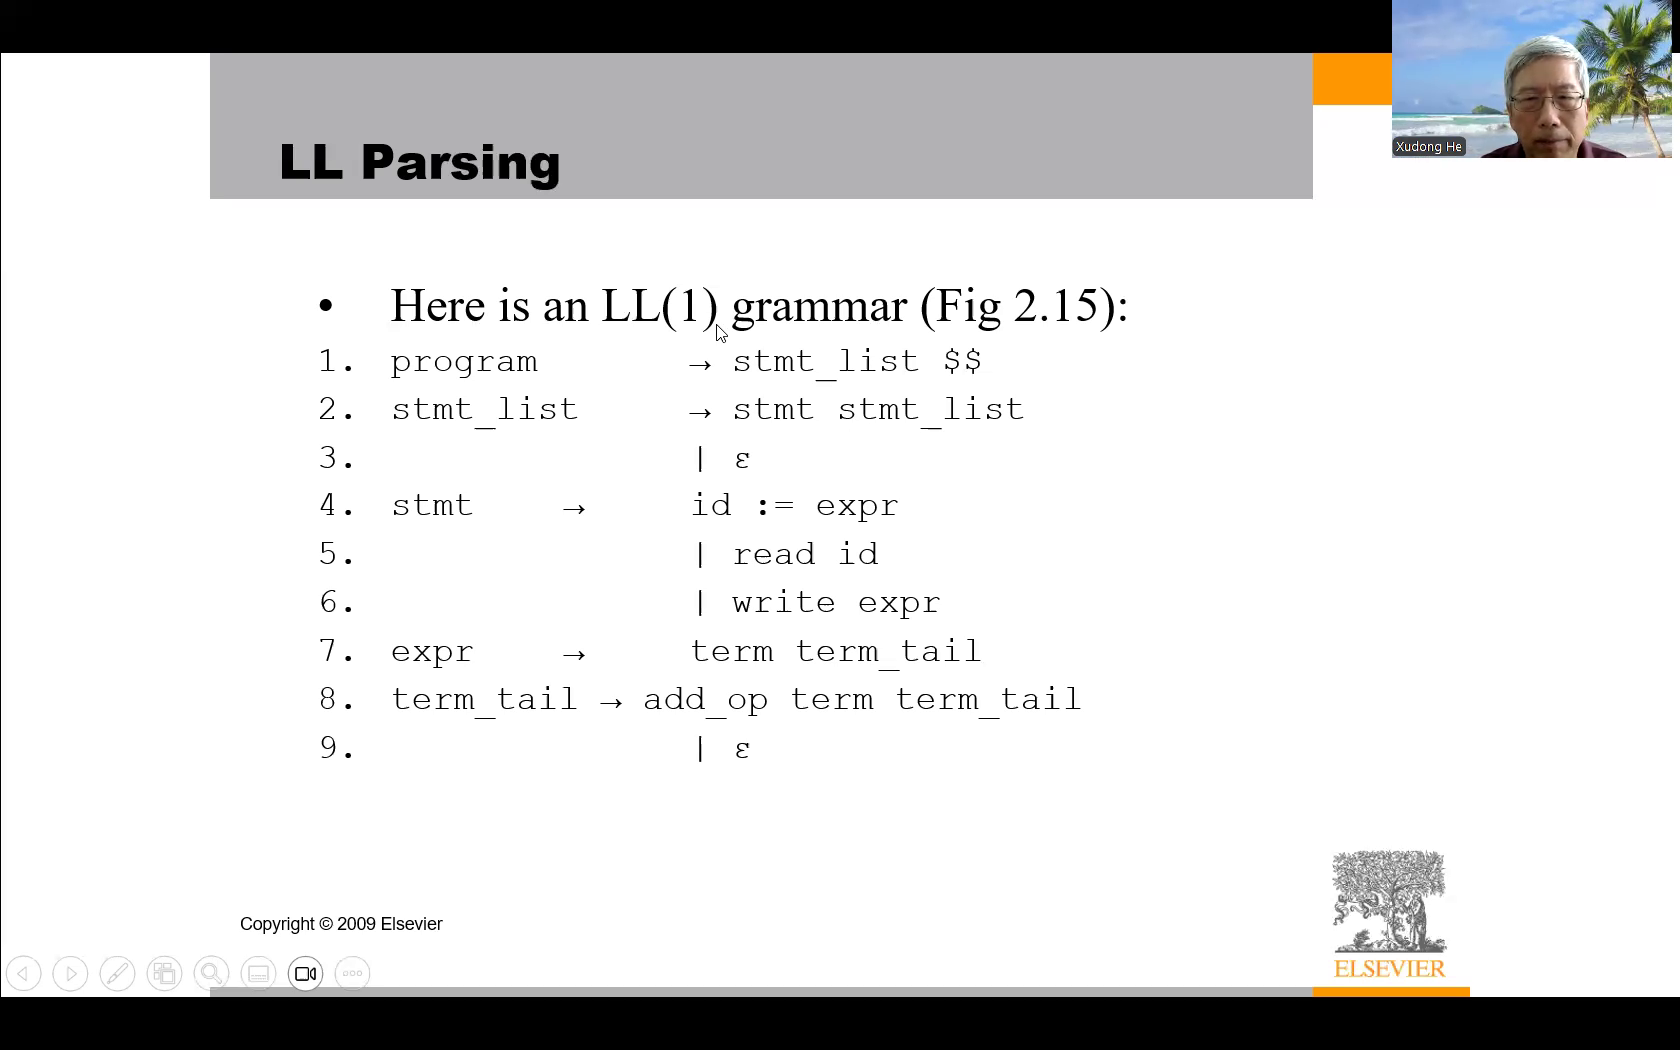 Xudong He
LL Parsing
• Here is an LL(1) grammar (Fig 2.15):
1. program → stmt_list $$
2. stmt_list → stmt stmt_list
3. | ε
4. stmt → id := expr
5. | read id
6. | write expr
7. expr → term term_tail
8. term_tail → add_op term term_tail
9. | ε
Copyright © 2009 Elsevier
ELSEVIER